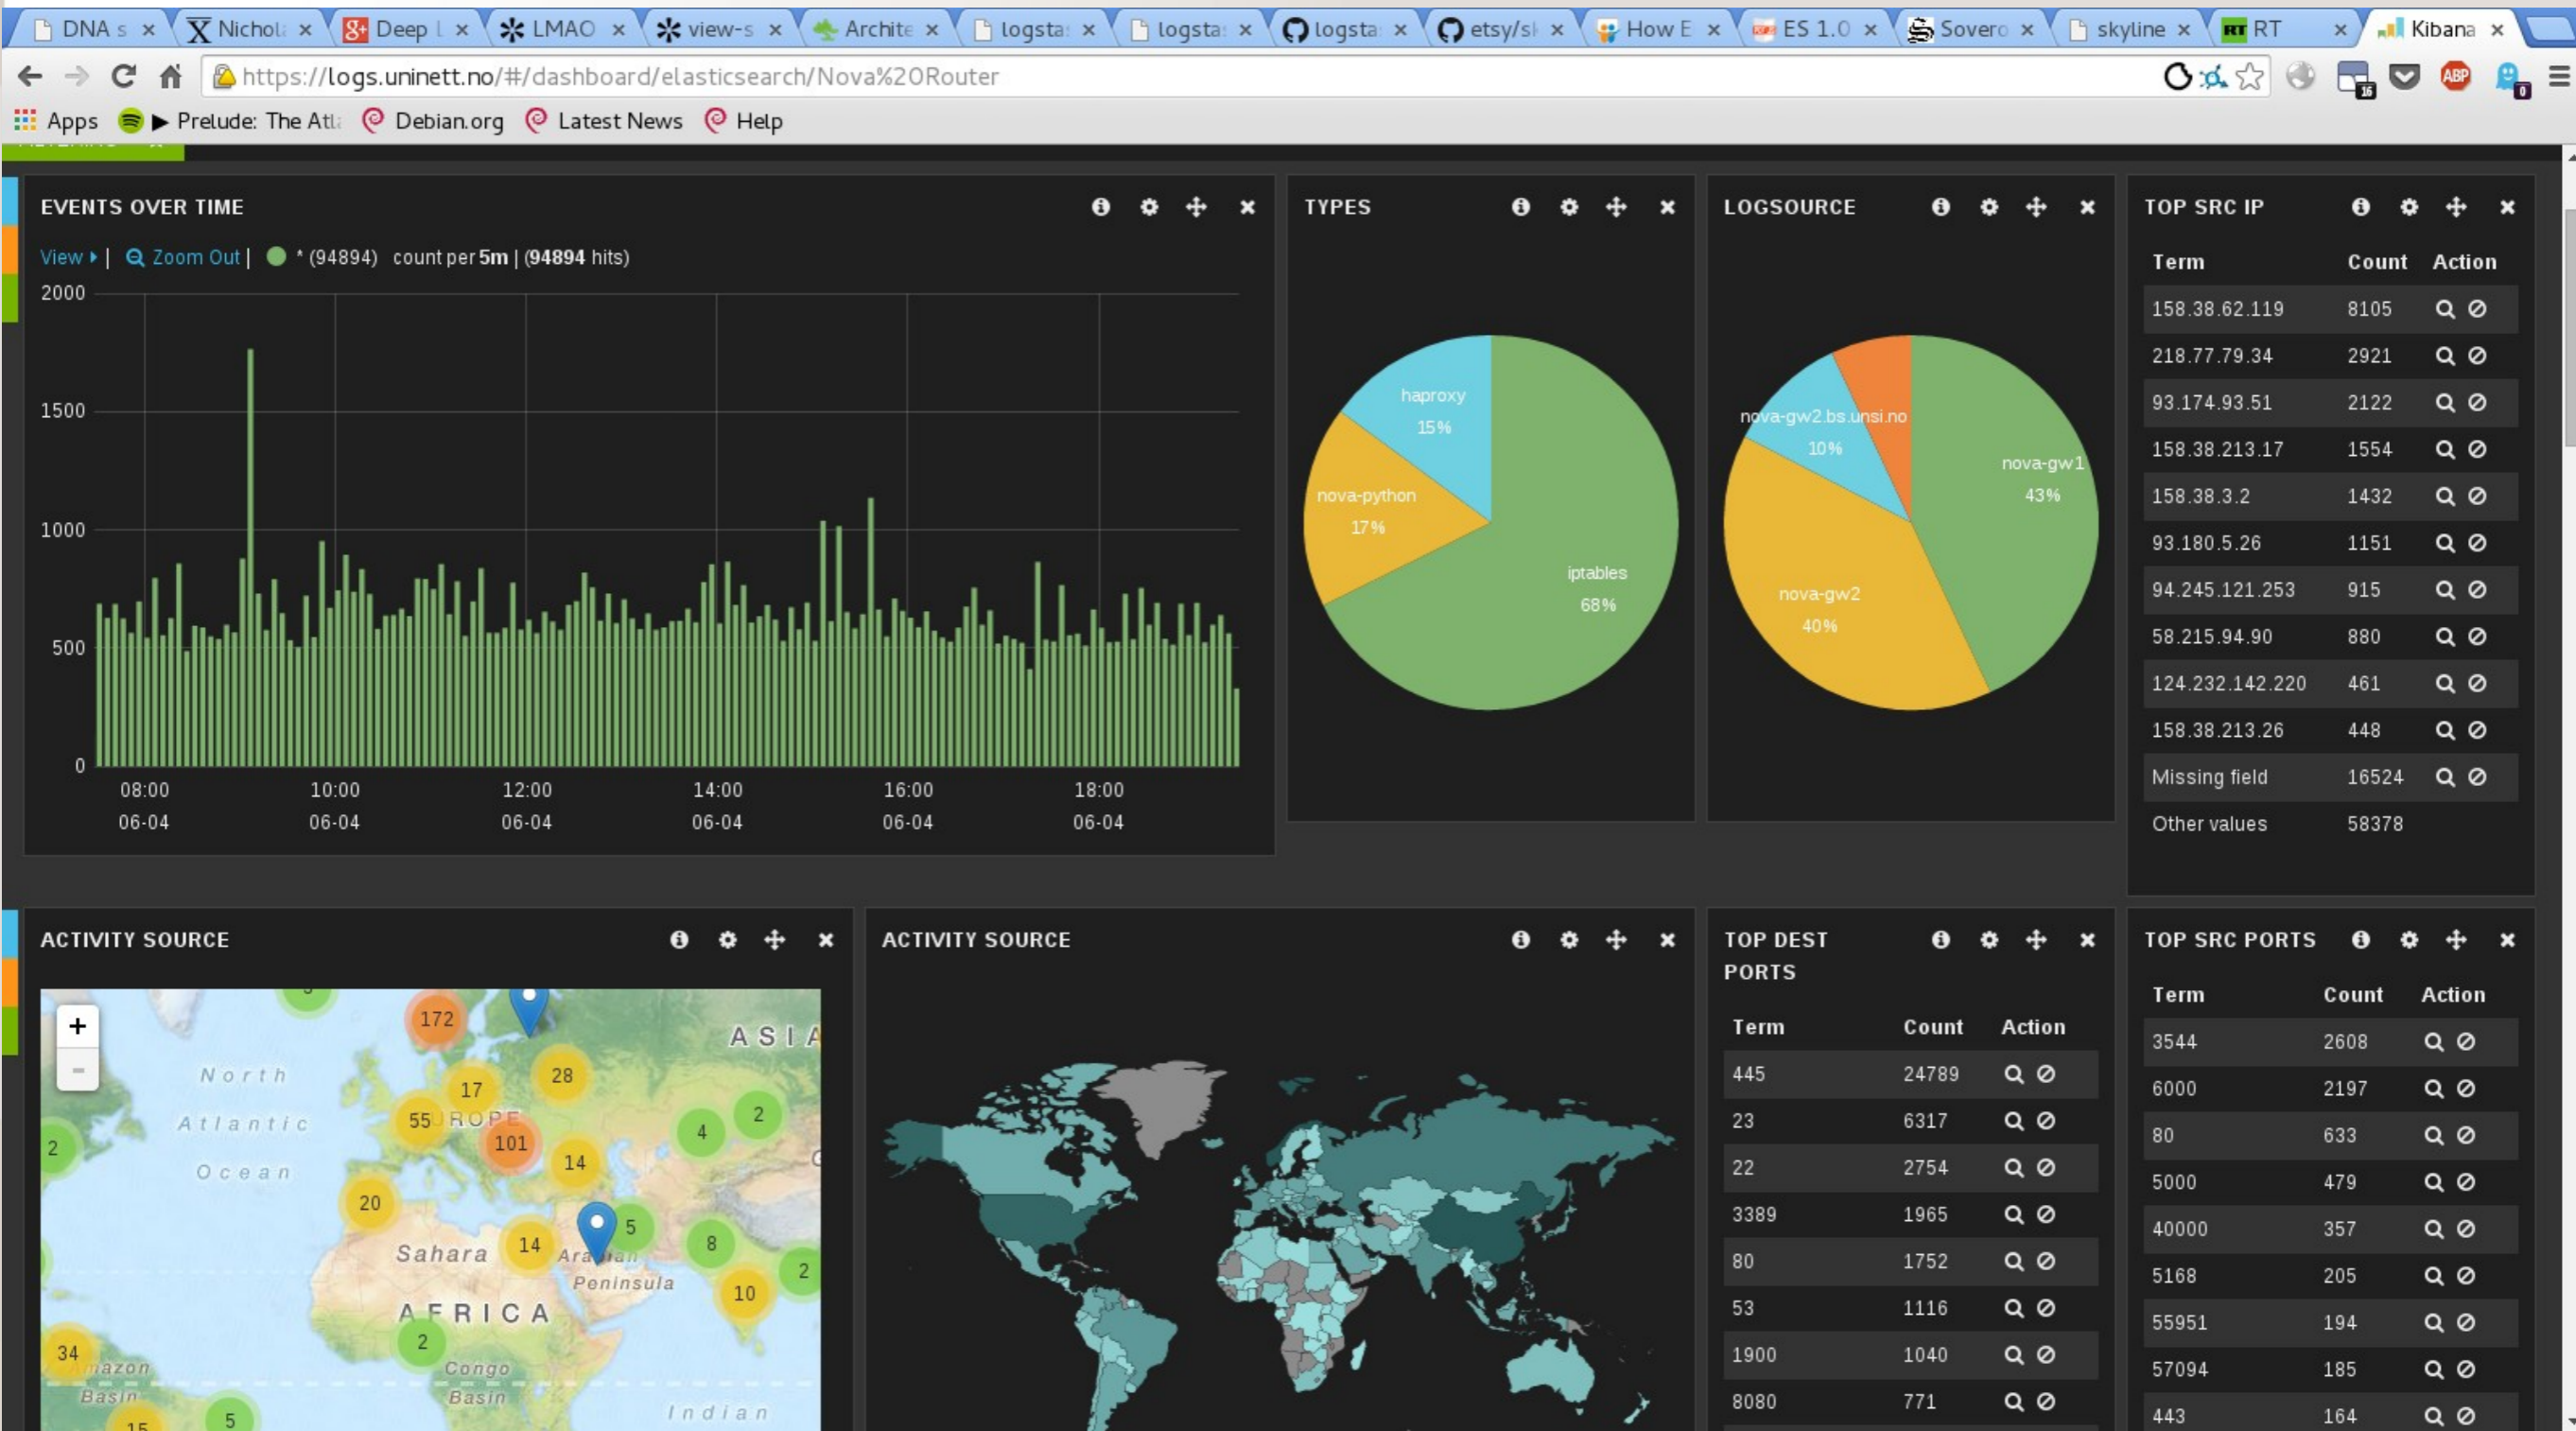 DNA s
Nichol
Deep L
LMAO
view-s
Archite
logsta
logsta
logsta
etsy/sk
How E
ES 1.0
Sovero
skyline
RT RT
Kibana
https://logs.uninett.no/#/dashboard/elasticsearch/Nova%20Router
16
ABP
0
Apps
▶ Prelude: The Atl
Debian.org
Latest News
Help
EVENTS OVER TIME
View | Zoom Out | * (94894) count per 5m | (94894 hits)
2000
1500
1000
500
0
08:00 10:00 12:00 14:00 16:00 18:00
06-04 06-04 06-04 06-04 06-04 06-04
TYPES
haproxy
15%
nova-python
17%
iptables
68%
LOGSOURCE
nova-gw2.bs.unsi.no
10%
nova-gw1
43%
nova-gw2
40%
TOP SRC IP
Term Count Action
158.38.62.119 8105
218.77.79.34 2921
93.174.93.51 2122
158.38.213.17 1554
158.38.3.2 1432
93.180.5.26 1151
94.245.121.253 915
58.215.94.90 880
124.232.142.220 461
158.38.213.26 448
Missing field 16524
Other values 58378
ACTIVITY SOURCE
+
-
172
ASIA
North
28
17
Atlantic
55
EUROPE
2
4
101
2
14
Ocean
20
5
Sahara
14
8
2
Peninsula
10
AFRICA
2
34
Congo
Basin
Basin
Indian
5
15
ACTIVITY SOURCE
TOP DEST
PORTS
Term Count Action
445 24789
23 6317
22 2754
3389 1965
80 1752
53 1116
1900 1040
8080 771
TOP SRC PORTS
Term Count Action
3544 2608
6000 2197
80 633
5000 479
40000 357
5168 205
55951 194
57094 185
443 164